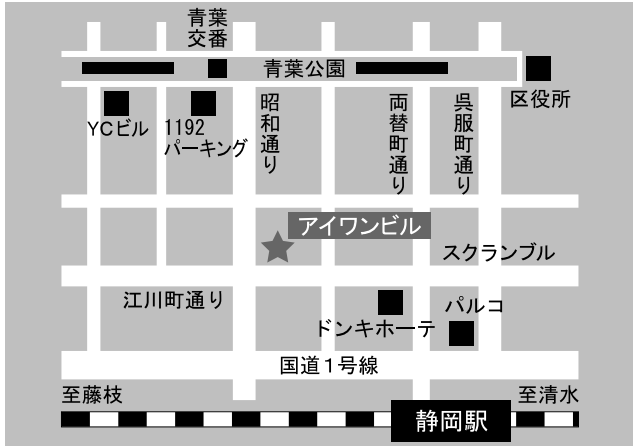 青葉
交番
青葉公園
区役所
YCビル
1192
パーキング
昭和通り
両替町通り
呉服町通り
アイワンビル
スクランブル
江川町通り
パルコ
ドンキホーテ
国道1号線
至藤枝
至清水
静岡駅